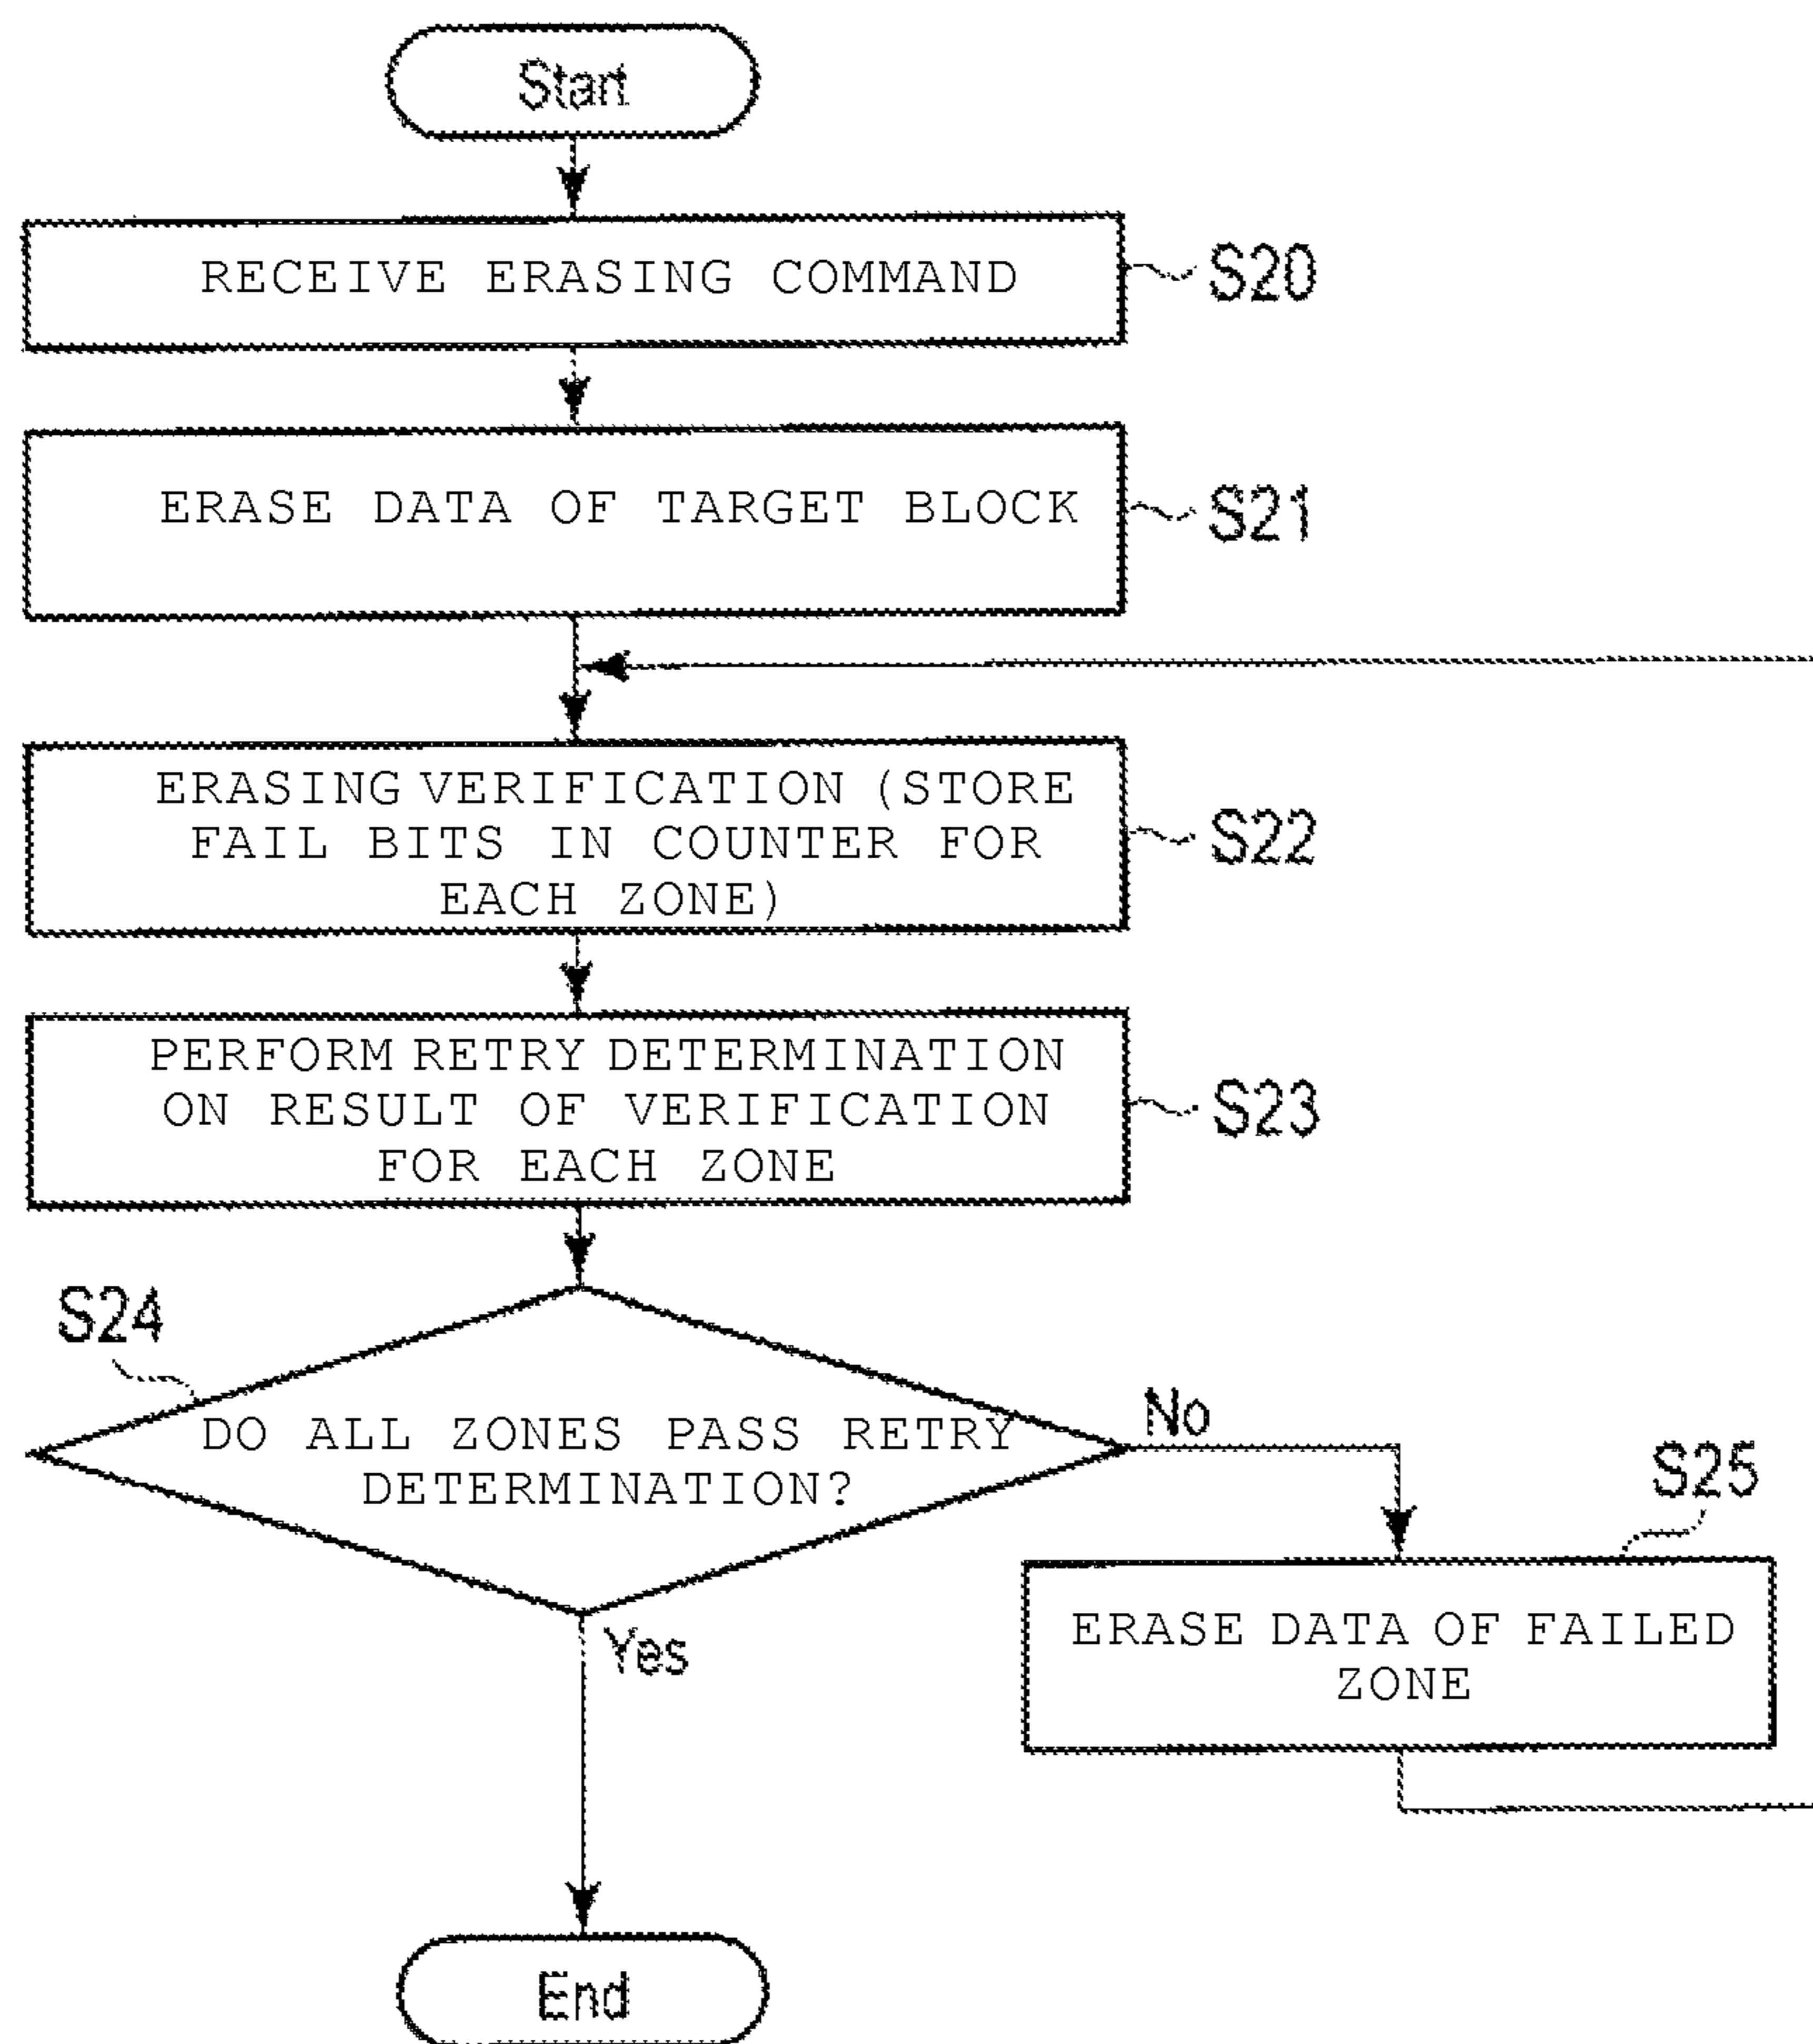 Start
RECEIVE ERASING COMMAND
S20
ERASE DATA OF TARGET BLOCK
S21
ERASING VERIFICATION (STORE
FAIL BITS IN COUNTER FOR
EACH ZONE)
S22
PERFORM RETRY DETERMINATION
ON RESULT OF VERIFICATION
FOR EACH ZONE
S23
S24
DO ALL ZONES PASS RETRY
DETERMINATION?
No
Yes
S25
ERASE DATA OF FAILED
ZONE
End